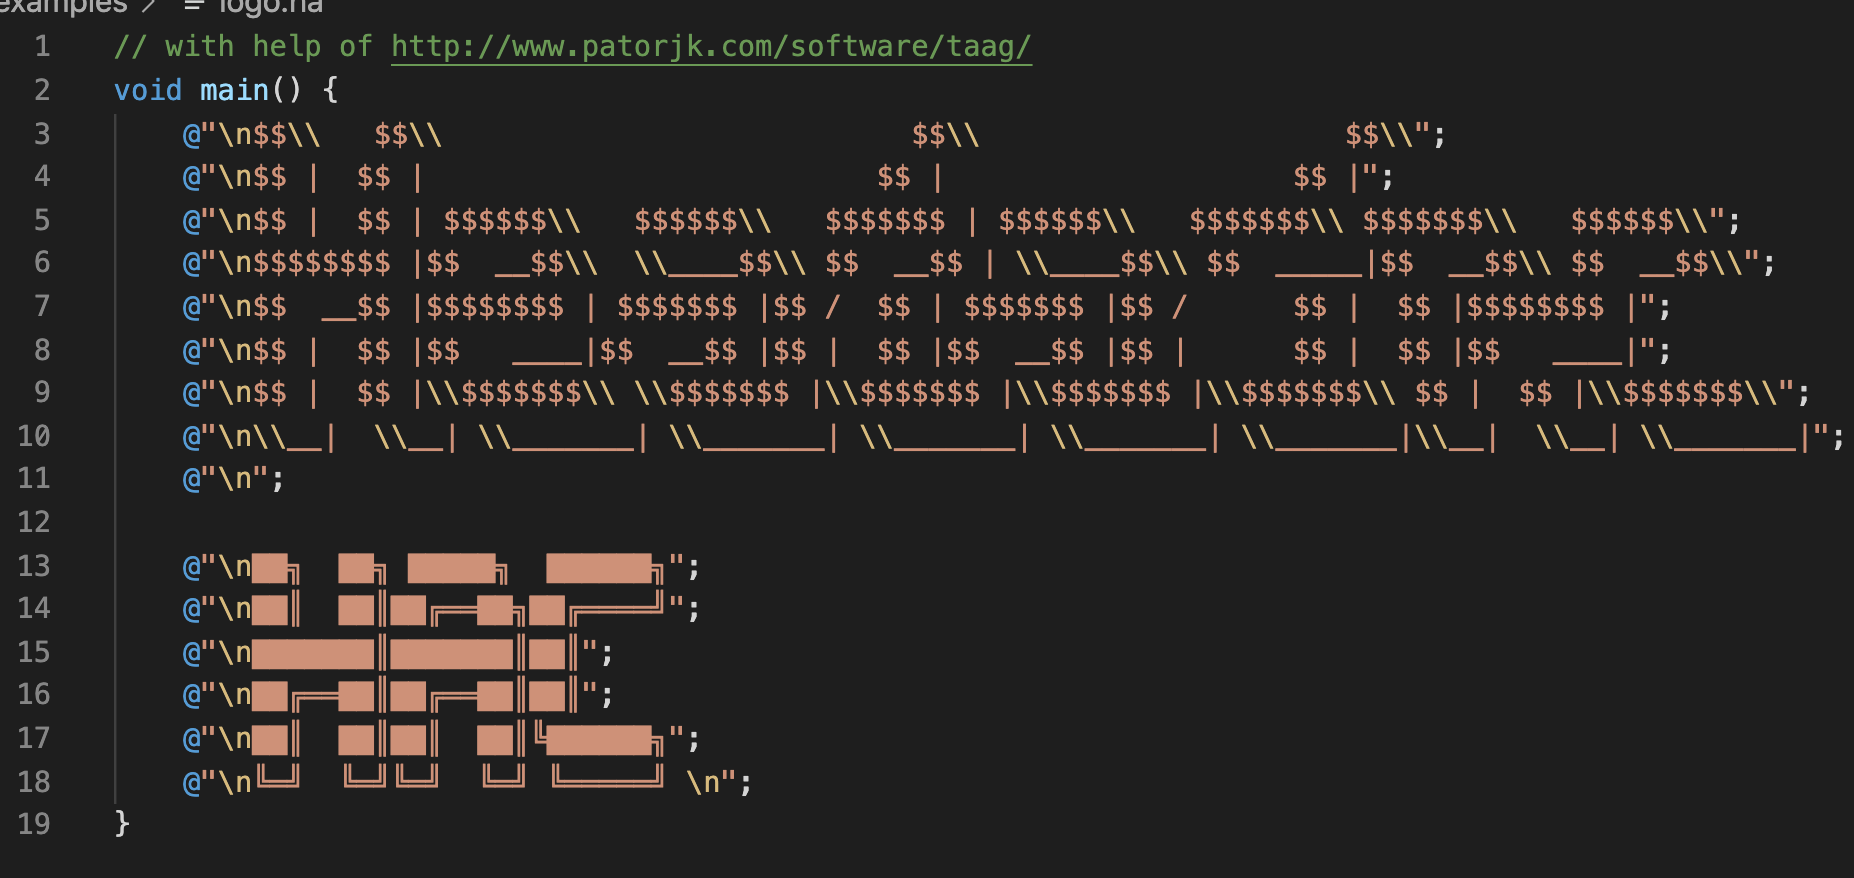 examples > logo.ha
1 // with help of http://www.patorjk.com/software/taag/
2 void main() {
3     @"\n$$\\   $$\\                           $$\\                     $$\\";
4     @"\n$$ |  $$ |                          $$ |                    $$ |";
5     @"\n$$ |  $$ | $$$$$$\\   $$$$$$\\   $$$$$$$ | $$$$$$\\   $$$$$$$\\ $$$$$$$\\   $$$$$$\\";
6     @"\n$$$$$$$$ |$$  __$$\\  \\____$$\\ $$  __$$ | \\____$$\\ $$  _____|$$  __$$\\ $$  __$$\\";
7     @"\n$$  __$$ |$$$$$$$$ | $$$$$$$ |$$ /  $$ | $$$$$$$ |$$ /      $$ |  $$ |$$$$$$$$ |";
8     @"\n$$ |  $$ |$$   ____|$$  __$$ |$$ |  $$ |$$  __$$ |$$ |      $$ |  $$ |$$   ____|";
9     @"\n$$ |  $$ |\\$$$$$$$\\ \\$$$$$$$ |\\$$$$$$$ |\\$$$$$$$ |\\$$$$$$$\\ $$ |  $$ |\\$$$$$$$\\";
10     @"\n\\__|  \\__| \\_______| \\_______| \\_______| \\_______| \\_______|\\__|  \\__| \\_______|";
11     @"\n";
12
13     @"\n██╗  ██╗ █████╗  ██████╗";
14     @"\n██║  ██║██╔══██╗██╔════╝";
15     @"\n███████║███████║██║";
16     @"\n██╔══██║██╔══██║██║";
17     @"\n██║  ██║██║  ██║╚██████╗";
18     @"\n╚═╝  ╚═╝╚═╝  ╚═╝ ╚═════╝ \n";
19 }